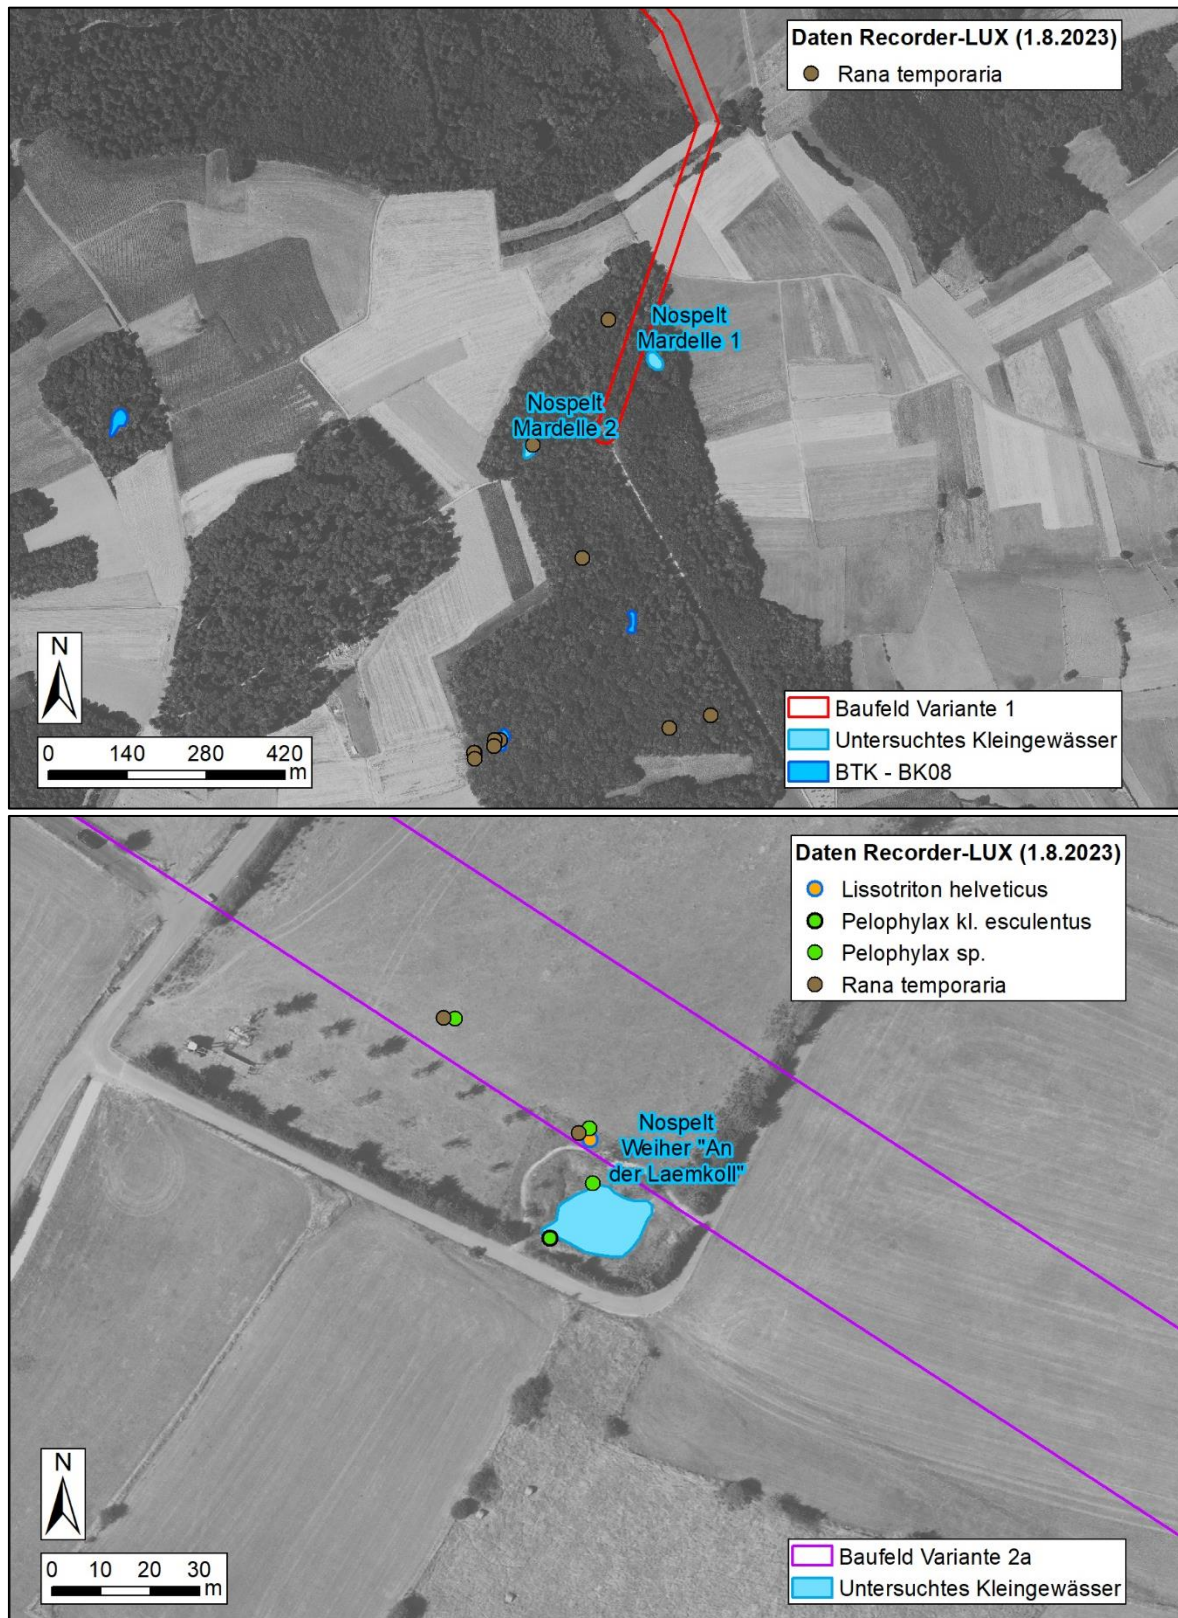 Daten Recorder-LUX (1.8.2023)
Rana temporaria
Nospelt
Mardelle 1
Nospelt
Mardelle 2
N
0 140 280 420
m
Baufeld Variante 1
Untersuchtes Kleingewässer
BTK - BK08
Daten Recorder-LUX (1.8.2023)
Lissotriton helveticus
Pelophylax kl. esculentus
Pelophylax sp.
Rana temporaria
Nospelt
Weiher "An
der Laemkoll"
N
0 10 20 30
m
Baufeld Variante 2a
Untersuchtes Kleingewässer